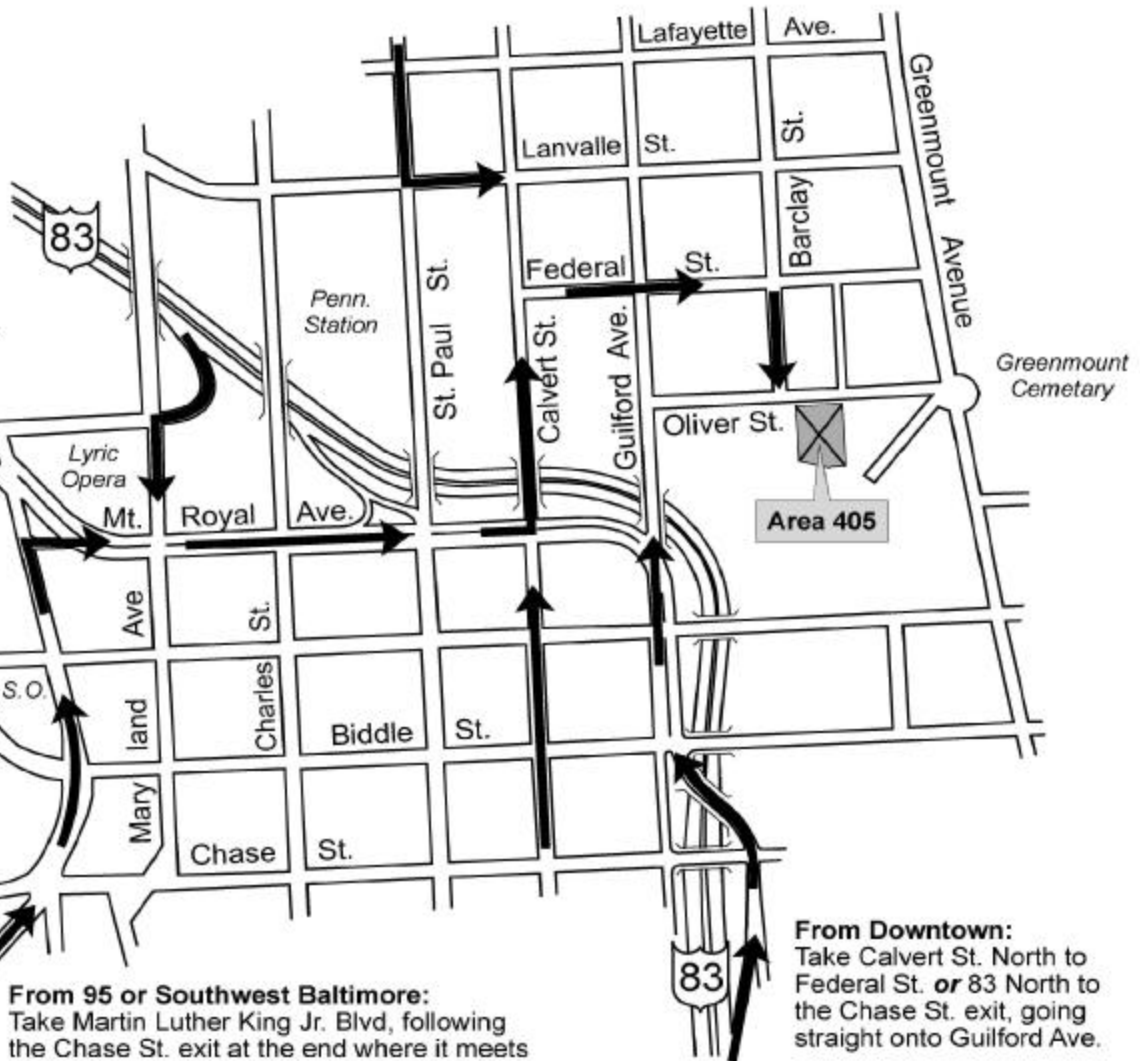 Lafayette Ave.
Greenmount Avenue
Lanvalle St.
Barclay St.
83
Federal St.
Penn.
Station
St. Paul St.
Calvert St.
Guilford Ave.
Greenmount
Cemetary
Oliver St.
Lyric
Opera
Mt. Royal Ave.
Area 405
S.O.
Mary land Ave
Charles St.
Biddle St.
Chase St.
83
From Downtown:
Take Calvert St. North to
Federal St. or 83 North to
the Chase St. exit, going
straight onto Guilford Ave.
From 95 or Southwest Baltimore:
Take Martin Luther King Jr. Blvd, following
the Chase St. exit at the end where it meets